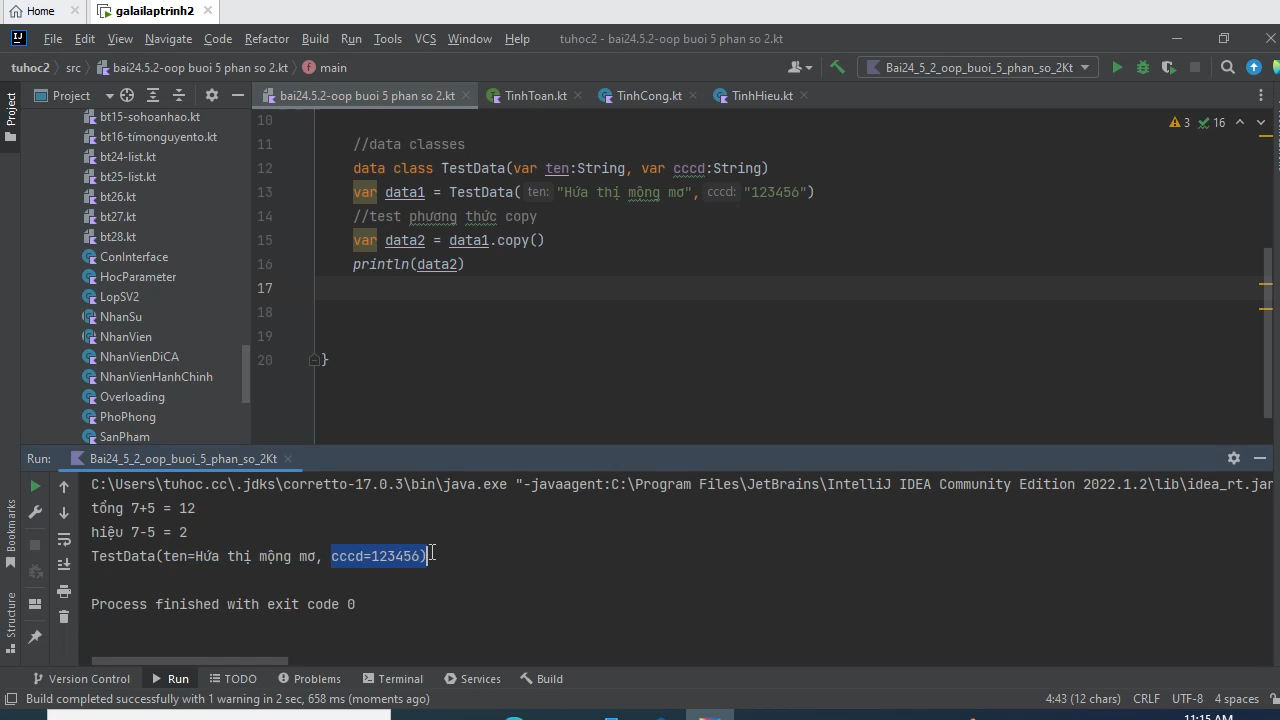 Home
galailaptrinh2
File Edit View Navigate Code Refactor Build Run Tools VCS Window Help
tuhoc2 - bai24.5.2-oop buoi 5 phan so 2.kt
tuhoc2 src bai24.5.2-oop buoi 5 phan so 2.kt main
Bai24_5_2_oop_buoi_5_phan_so_2Kt
Project
Project
bai24.5.2-oop buoi 5 phan so 2.kt
TinhToan.kt
TinhCong.kt
TinhHieu.kt
bt15-sohoanhao.kt
bt16-tímonguyento.kt
bt24-list.kt
bt25-list.kt
bt26.kt
bt27.kt
bt28.kt
ConInterface
HocParameter
LopSV2
NhanSu
NhanVien
NhanVienDiCA
NhanVienHanhChinh
Overloading
PhoPhong
SanPham
3 16
10
11 //data classes
12 data class TestData(var ten:String, var cccd:String)
13 var data1 = TestData( ten: "Hứa thị mộng mơ", cccd: "123456")
14 //test phương thức copy
15 var data2 = data1.copy()
16 println(data2)
17
18
19
20 }
Run: Bai24_5_2_oop_buoi_5_phan_so_2Kt
C:\Users\tuhoc.cc\.jdks\corretto-17.0.3\bin\java.exe "-javaagent:C:\Program Files\JetBrains\IntelliJ IDEA Community Edition 2022.1.2\lib\idea_rt.jar
tổng 7+5 = 12
hiệu 7-5 = 2
TestData(ten=Hứa thị mộng mơ, cccd=123456)
Process finished with exit code 0
Bookmarks
Structure
Version Control Run TODO Problems Terminal Services Build
Build completed successfully with 1 warning in 2 sec, 658 ms (moments ago)
4:43 (12 chars) CRLF UTF-8 4 spaces
11:15 AM